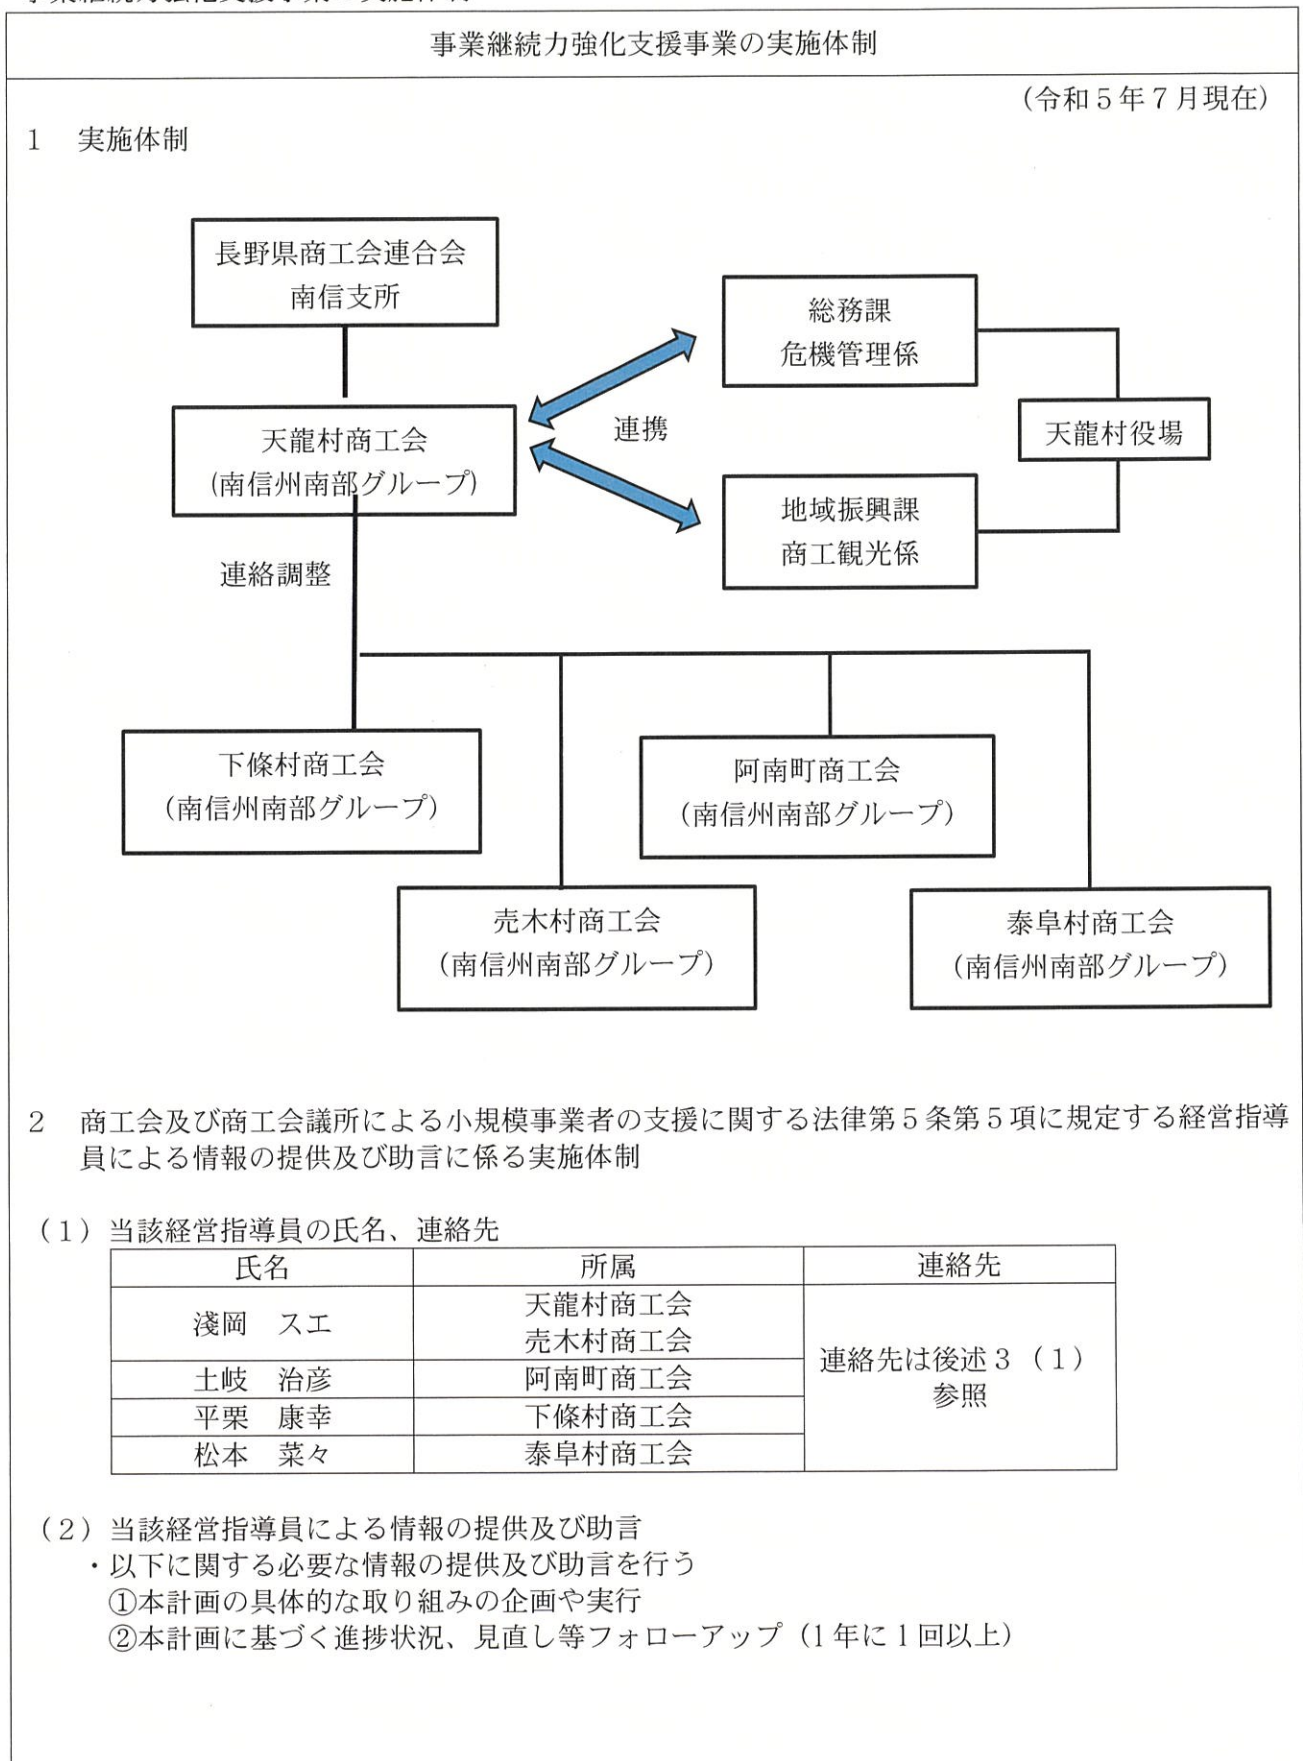 事業継続力強化支援事業の実施体制
(令和5年7月現在)
1　実施体制
長野県商工会連合会
南信支所
総務課
危機管理係
連携
天龍村役場
天龍村商工会
(南信州南部グループ)
地域振興課
商工観光係
連絡調整
下條村商工会
(南信州南部グループ)
阿南町商工会
(南信州南部グループ)
売木村商工会
(南信州南部グループ)
泰阜村商工会
(南信州南部グループ)
2　商工会及び商工会議所による小規模事業者の支援に関する法律第5条第5項に規定する経営指導
員による情報の提供及び助言に係る実施体制
(1) 当該経営指導員の氏名、連絡先
氏名　所属　連絡先
淺岡　スエ　天龍村商工会
売木村商工会
連絡先は後述3(1)
参照
土岐　治彦　阿南町商工会
平栗　康幸　下條村商工会
松本　菜々　泰阜村商工会
(2) 当該経営指導員による情報の提供及び助言
・以下に関する必要な情報の提供及び助言を行う
①本計画の具体的な取り組みの企画や実行
②本計画に基づく進捗状況、見直し等フォローアップ(1年に1回以上)